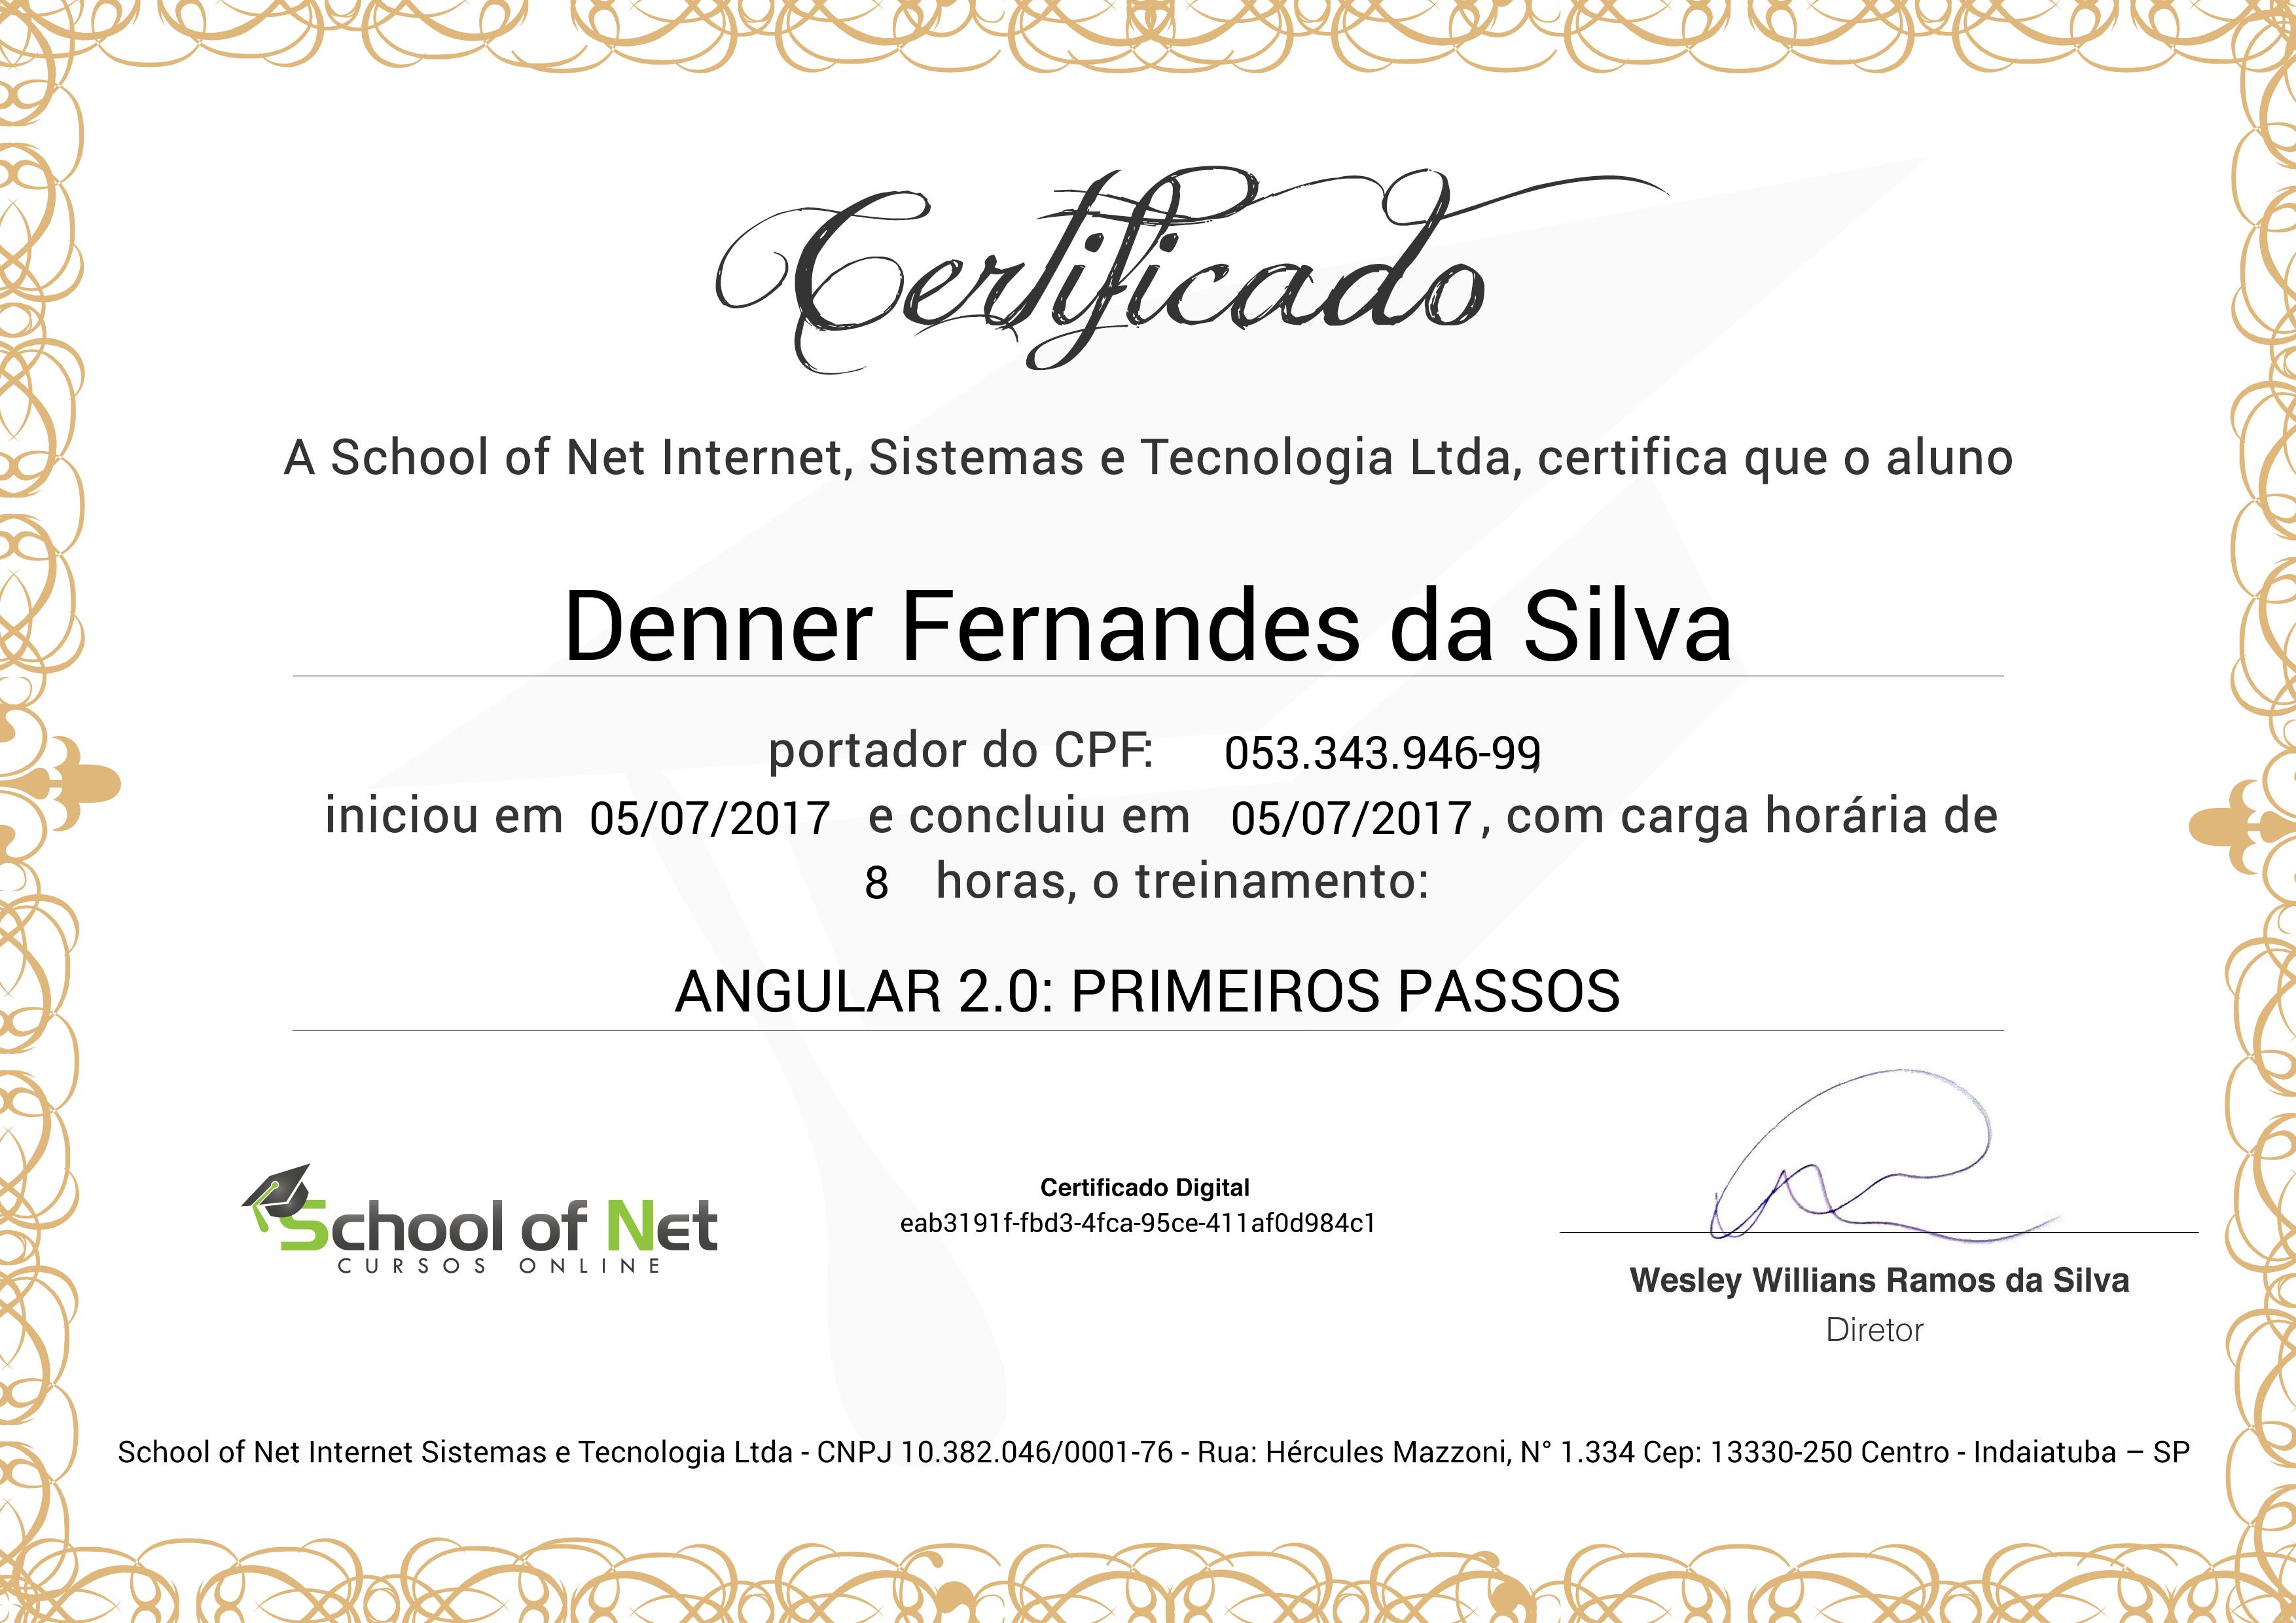 Certificado
A School of Net Internet, Sistemas e Tecnologia Ltda, certifica que o aluno
Denner Fernandes da Silva
portador do CPF: 053.343.946-99,
iniciou em 05/07/2017 e concluiu em 05/07/2017, com carga horária de
8 horas, o treinamento:
ANGULAR 2.0: PRIMEIROS PASSOS
School of Net
CURSOS ONLINE
Certificado Digital
eab3191f-fbd3-4fca-95ce-411af0d984c1
Wesley Willians Ramos da Silva
Diretor
School of Net Internet Sistemas e Tecnologia Ltda - CNPJ 10.382.046/0001-76 - Rua: Hércules Mazzoni, N° 1.334 Cep: 13330-250 Centro - Indaiatuba – SP